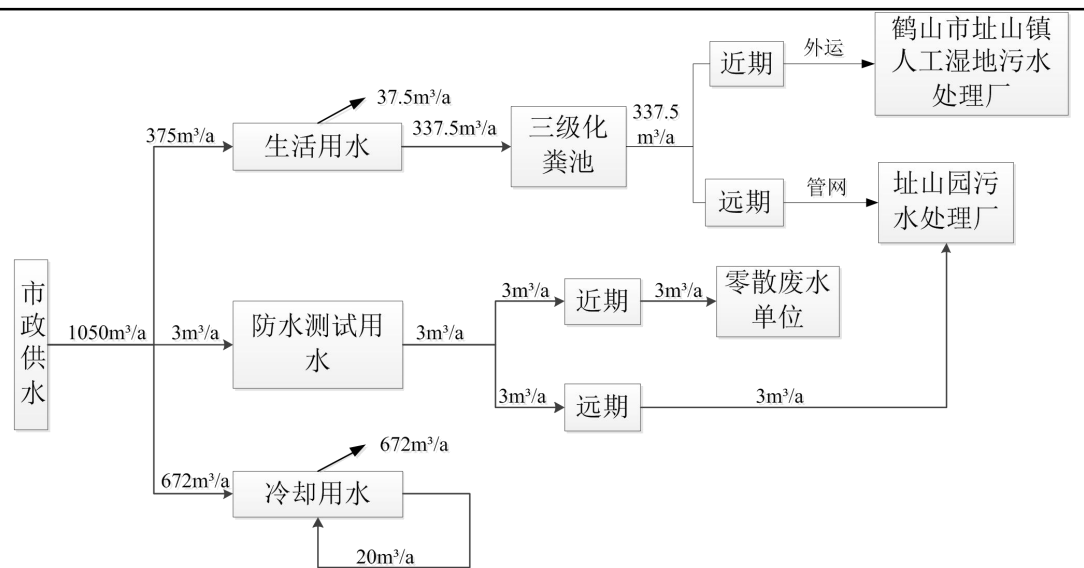 市
政
供
水
1050m³/a
375m³/a
生活用水
37.5m³/a
337.5m³/a
三级化
粪池
337.5
m³/a
近期
外运
鹤山市址山镇
人工湿地污水
处理厂
远期
管网
址山园污
水处理厂
3m³/a
防水测试用
水
3m³/a
3m³/a
近期
3m³/a
零散废水
单位
3m³/a
远期
3m³/a
672m³/a
冷却用水
672m³/a
20m³/a